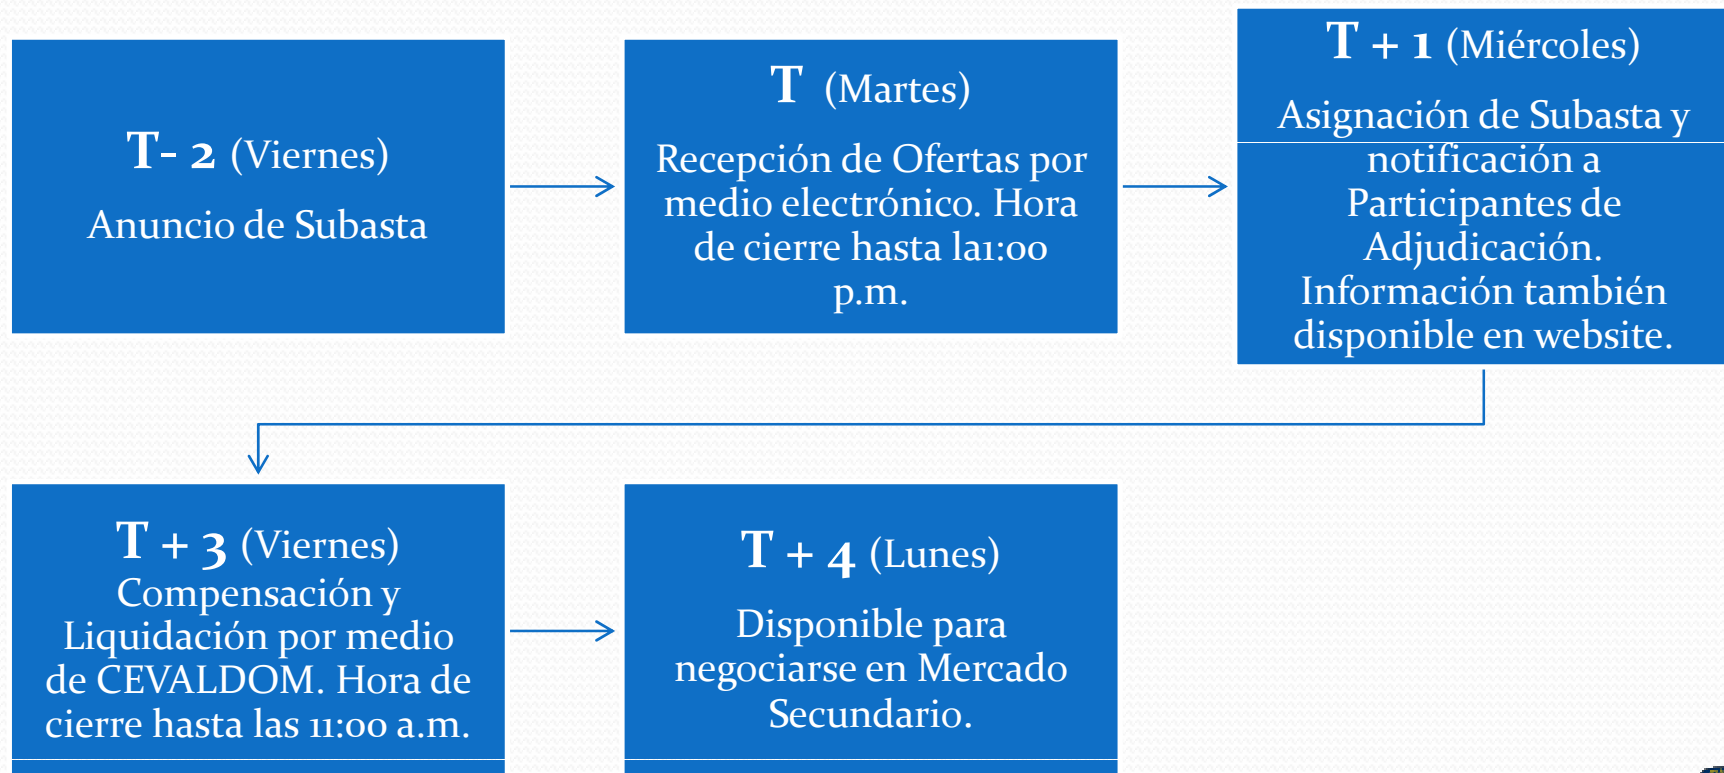 T- 2 (Viernes)
Anuncio de Subasta
T (Martes)
Recepción de Ofertas por
medio electrónico. Hora
de cierre hasta la1:00
p.m.
T + 1 (Miércoles)
Asignación de Subasta y
notificación a
Participantes de
Adjudicación.
Información también
disponible en website.
T + 3 (Viernes)
Compensación y
Liquidación por medio
de CEVALDOM. Hora de
cierre hasta las 11:00 a.m.
T + 4 (Lunes)
Disponible para
negociarse en Mercado
Secundario.